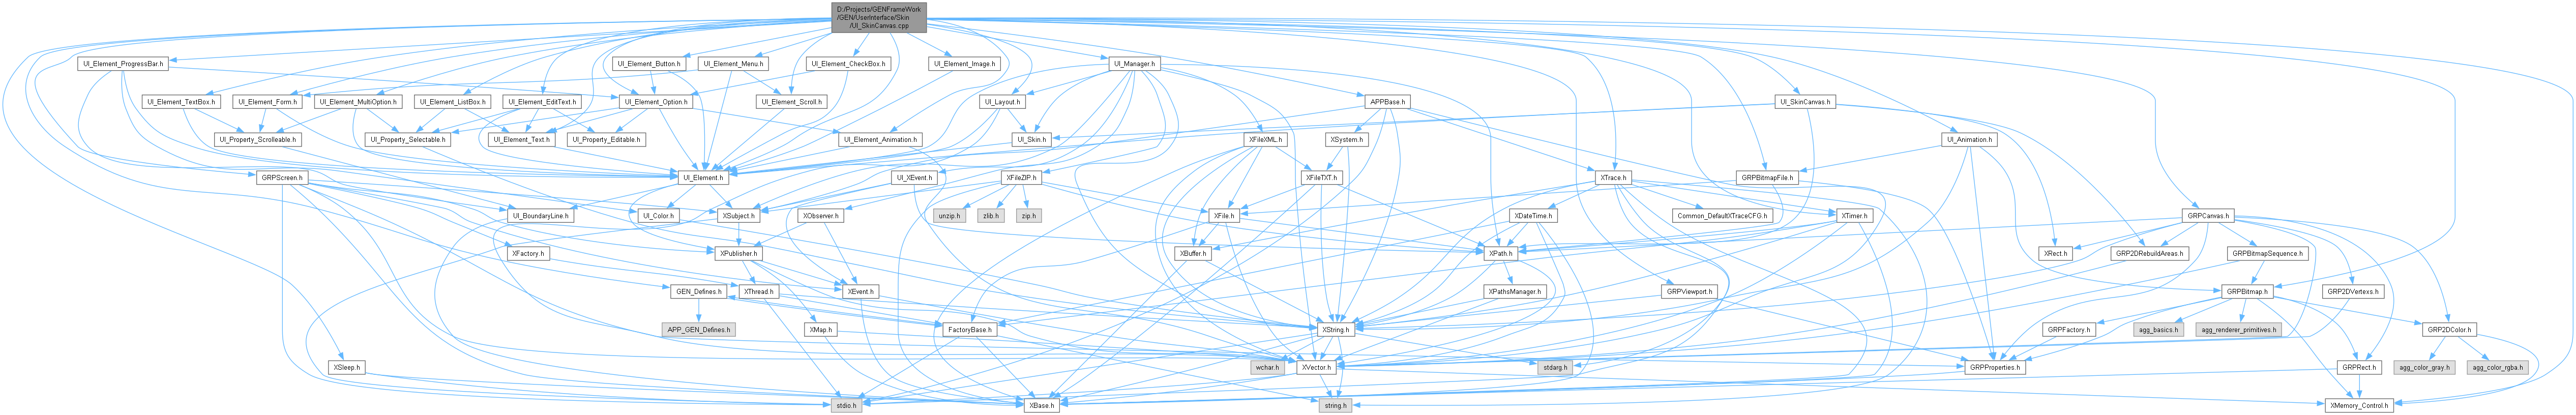 D:/Projects/GENFrameWork
/GEN/UserInterface/Skin
/UI_SkinCanvas.cpp
UI_Element_ProgressBar.h
UI_Element_Button.h
UI_Element_Menu.h
UI_Element_CheckBox.h
UI_Element_Image.h
UI_Manager.h
UI_Element_TextBox.h
UI_Element_Form.h
UI_Element_MultiOption.h
UI_Element_ListBox.h
UI_Element_EditText.h
UI_Element_Option.h
UI_Element_Scroll.h
UI_Layout.h
APPBase.h
UI_SkinCanvas.h
UI_Property_Scrolleable.h
UI_Property_Selectable.h
UI_Element_Text.h
UI_Property_Editable.h
UI_Element_Animation.h
UI_Skin.h
XFileXML.h
XSystem.h
UI_Animation.h
GRPScreen.h
UI_Element.h
UI_XEvent.h
XFileZIP.h
XFileTXT.h
XTrace.h
GRPBitmapFile.h
UI_BoundaryLine.h
UI_Color.h
XSubject.h
XObserver.h
unzip.h
zlib.h
zip.h
XFile.h
XDateTime.h
Common_DefaultXTraceCFG.h
XTimer.h
GRPCanvas.h
XFactory.h
XPublisher.h
XBuffer.h
XPath.h
XRect.h
GRP2DRebuildAreas.h
GRPBitmapSequence.h
GEN_Defines.h
XThread.h
XEvent.h
XPathsManager.h
GRPViewport.h
GRPBitmap.h
GRP2DVertexs.h
APP_GEN_Defines.h
XMap.h
FactoryBase.h
XString.h
GRPFactory.h
agg_basics.h
agg_renderer_primitives.h
GRP2DColor.h
XSleep.h
wchar.h
XVector.h
stdarg.h
GRPProperties.h
GRPRect.h
agg_color_gray.h
agg_color_rgba.h
stdio.h
XBase.h
string.h
XMemory_Control.h